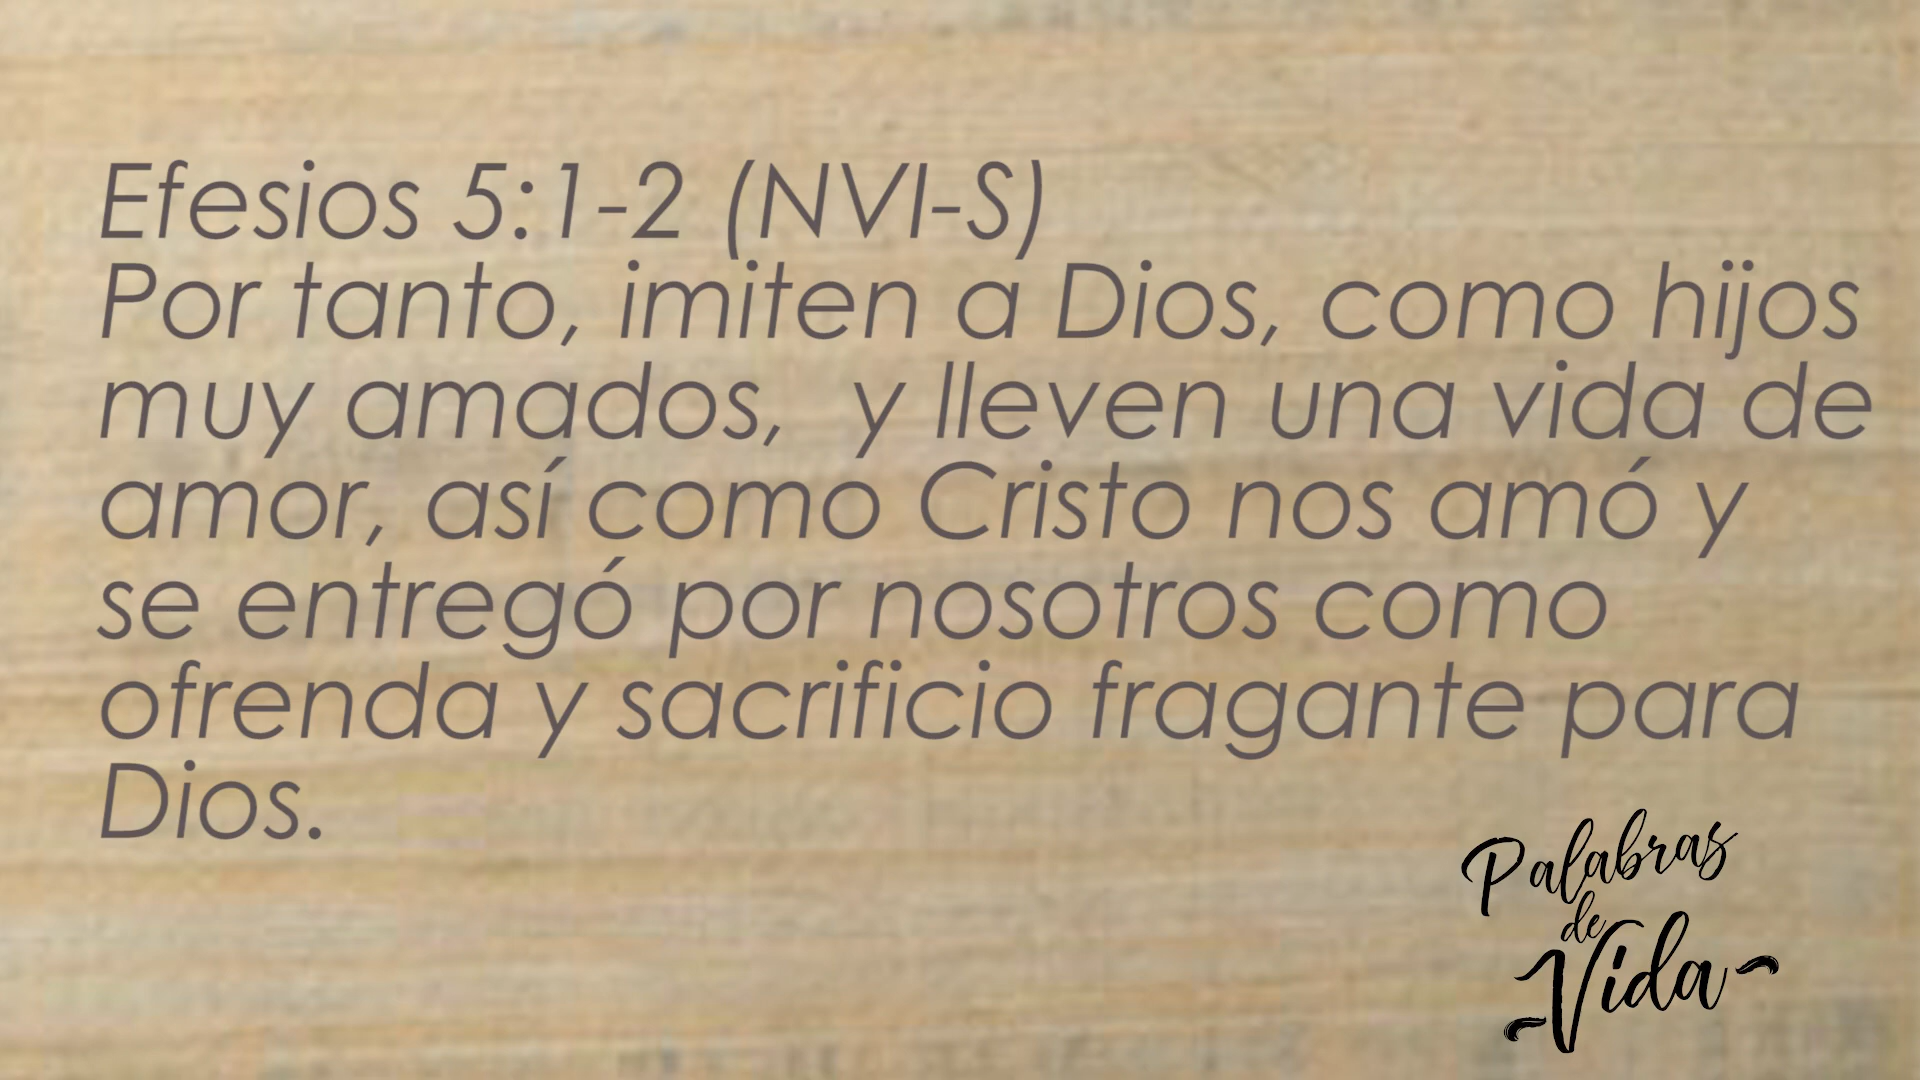 Efesios 5:1-2 (NVI-S)
Por tanto, imiten a Dios, como hijos
muy amados,  y lleven una vida de
amor, así como Cristo nos amó y
se entregó por nosotros como
ofrenda y sacrificio fragante para
Dios.
Palabras
de
Vida